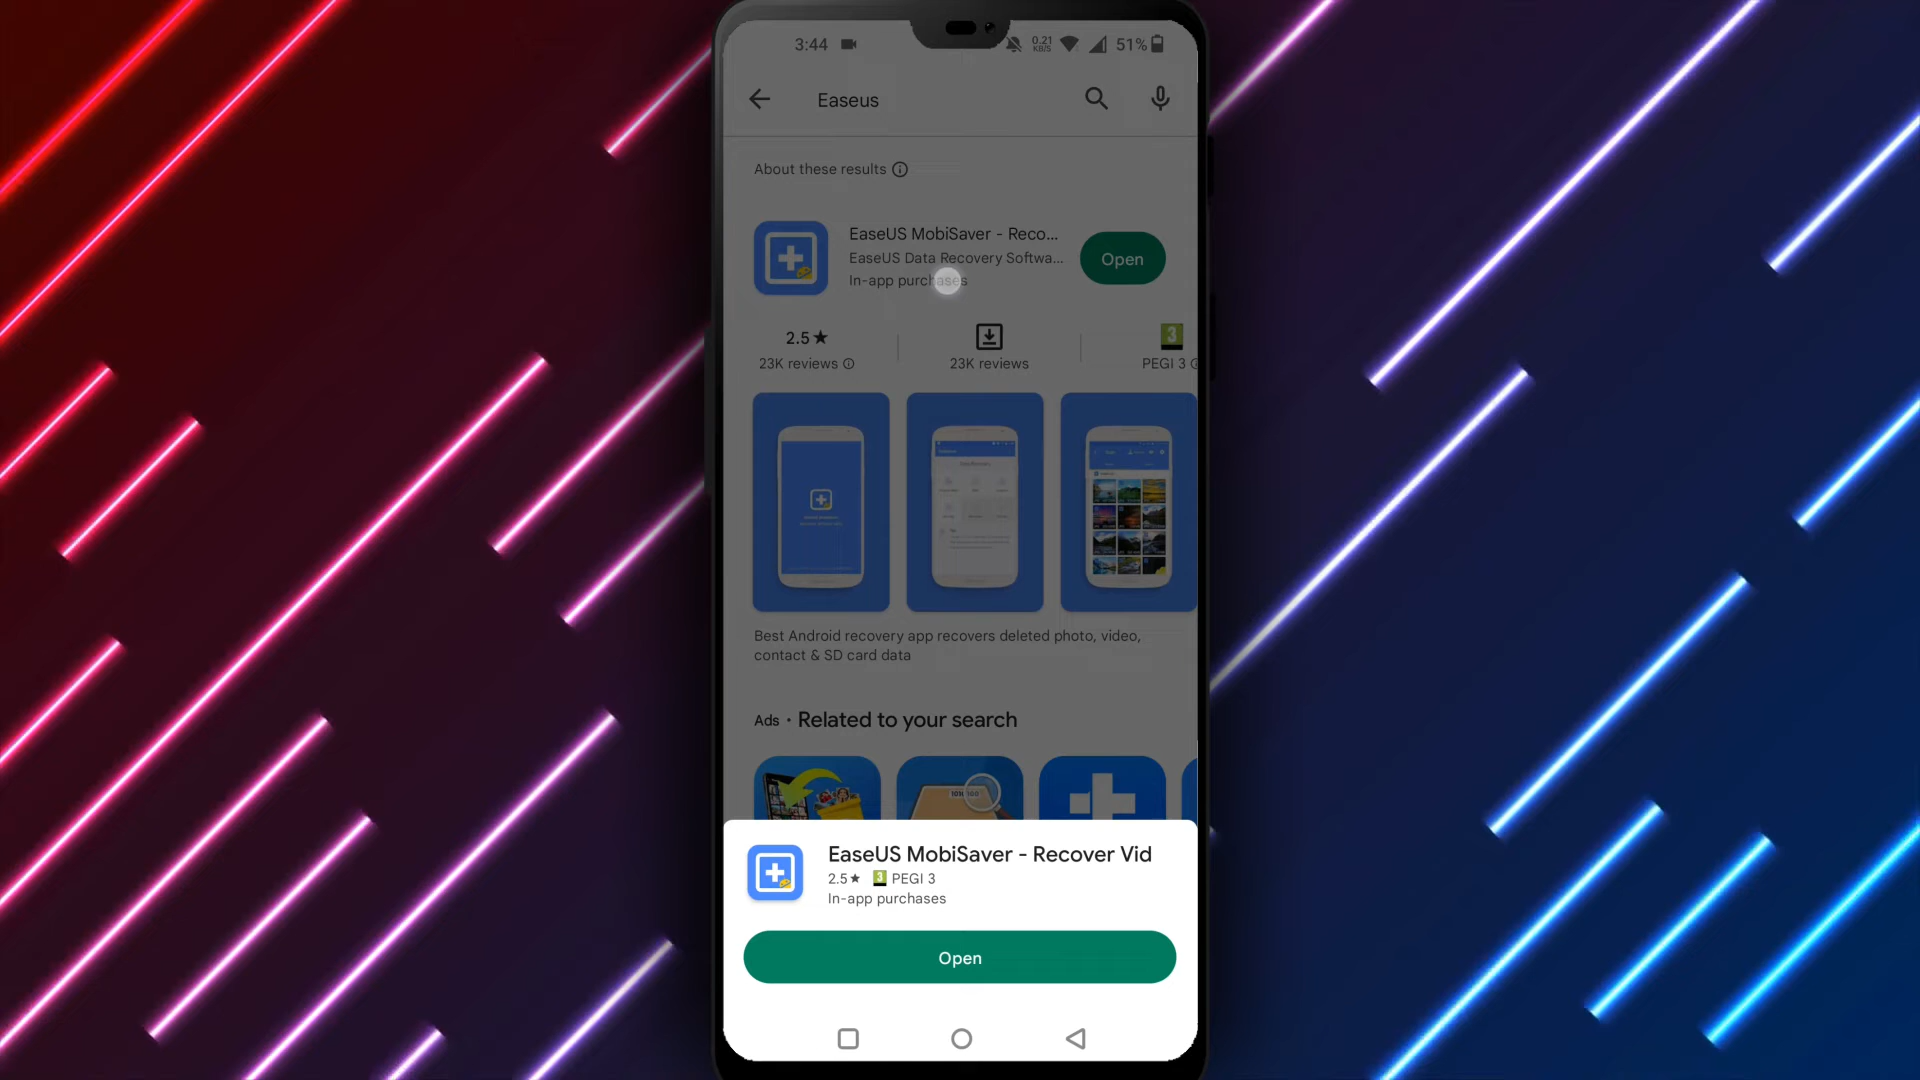 3:44
0.21
KB/S
51%
Easeus
About these results
EaseUS MobiSaver - Reco...
EaseUS Data Recovery Softwa...
In-app purchases
Open
2.5★
23K reviews
23K reviews
3
PEGI 3
Best Android recovery app recovers deleted photo, video,
contact & SD card data
Ads · Related to your search
EaseUS MobiSaver - Recover Vid
2.5★ 3 PEGI 3
In-app purchases
Open